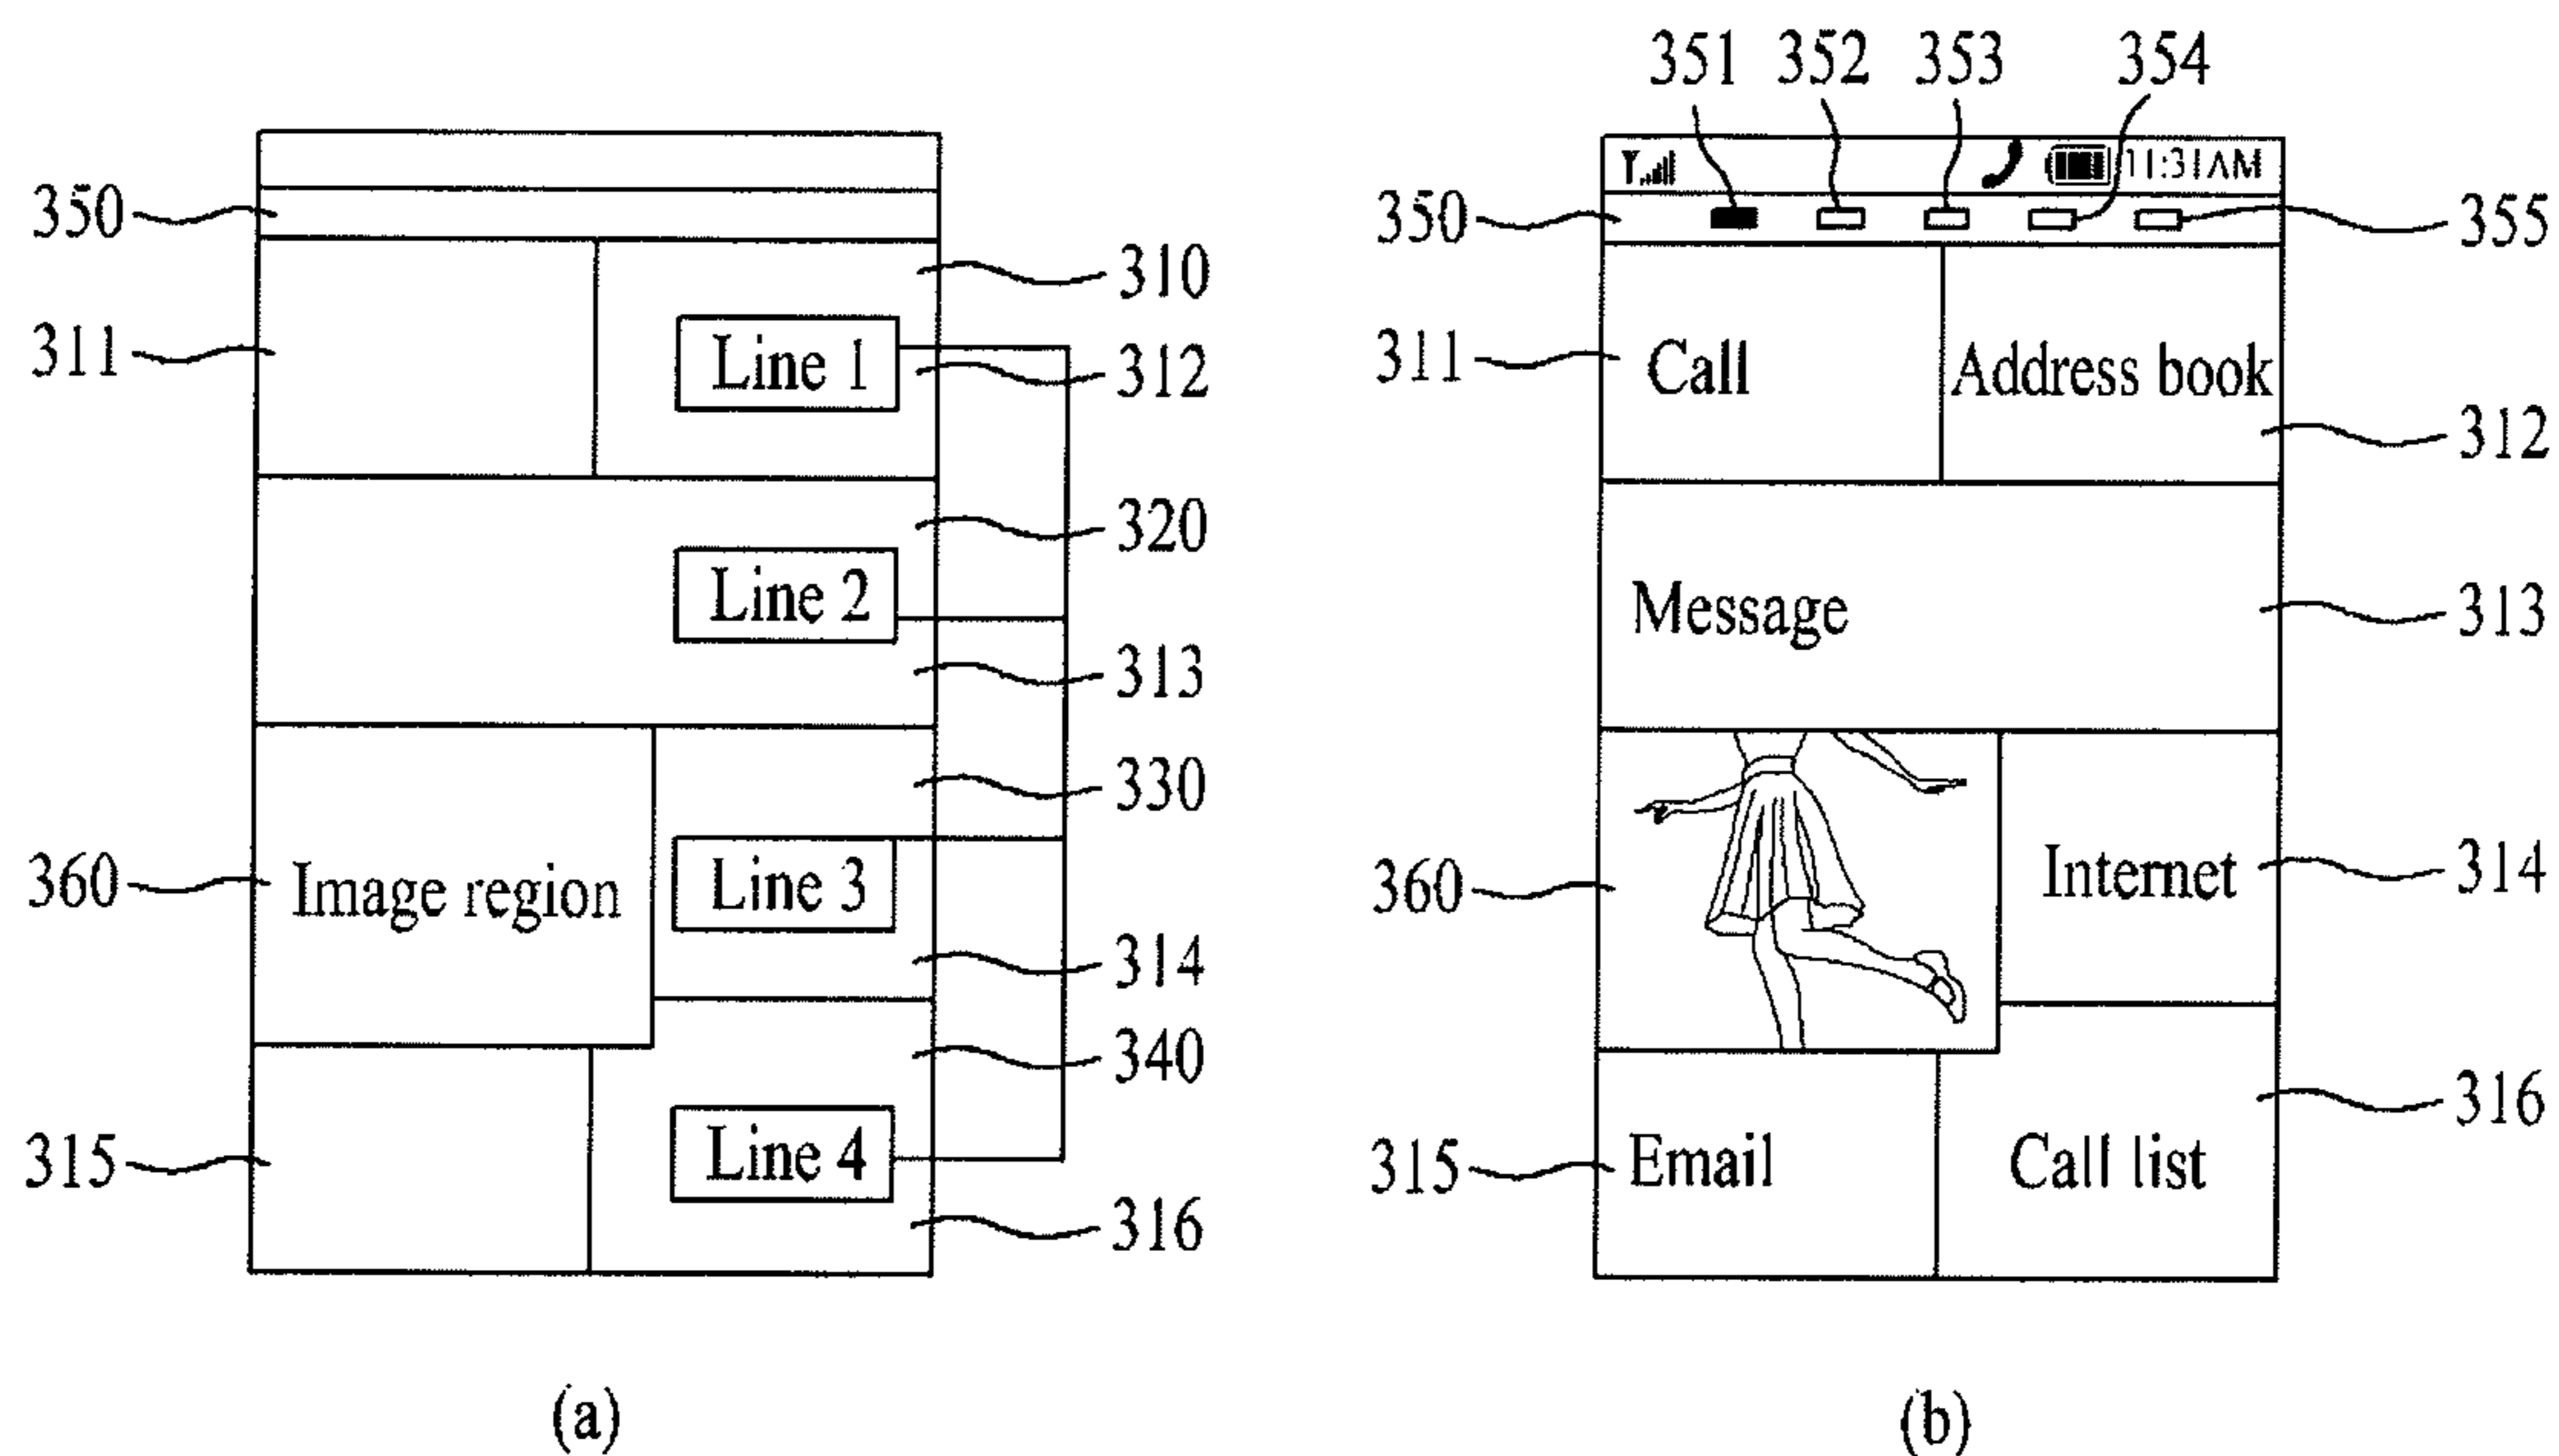 350
311
360
315
Line 1
Line 2
Image region
Line 3
Line 4
310
312
320
313
330
314
340
316
(a)
351 352 353 354
11:31AM
350
355
311
Call
Address book
312
Message
313
360
Internet
314
315
Email
Call list
316
(b)